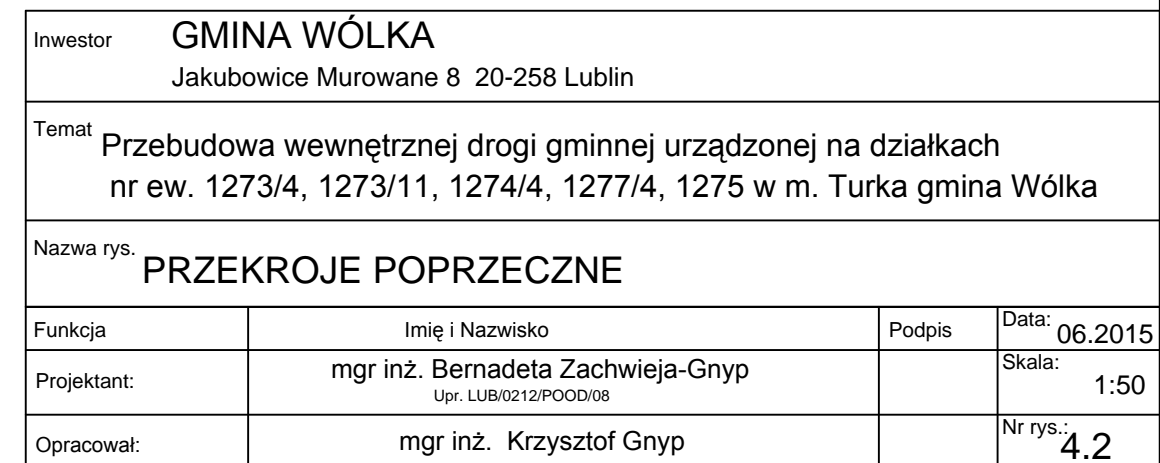 Inwestor GMINA WÓLKA
Jakubowice Murowane 8 20-258 Lublin
Temat Przebudowa wewnętrznej drogi gminnej urządzonej na działkach
nr ew. 1273/4, 1273/11, 1274/4, 1277/4, 1275 w m. Turka gmina Wólka
Nazwa rys. PRZEKROJE POPRZECZNE
Funkcja Imię i Nazwisko Podpis Data: 06.2015
Projektant: mgr inż. Bernadeta Zachwieja-Gnyp Skala: 1:50
Upr. LUB/0212/POOD/08
Opracował: mgr inż. Krzysztof Gnyp Nr rys.: 4.2